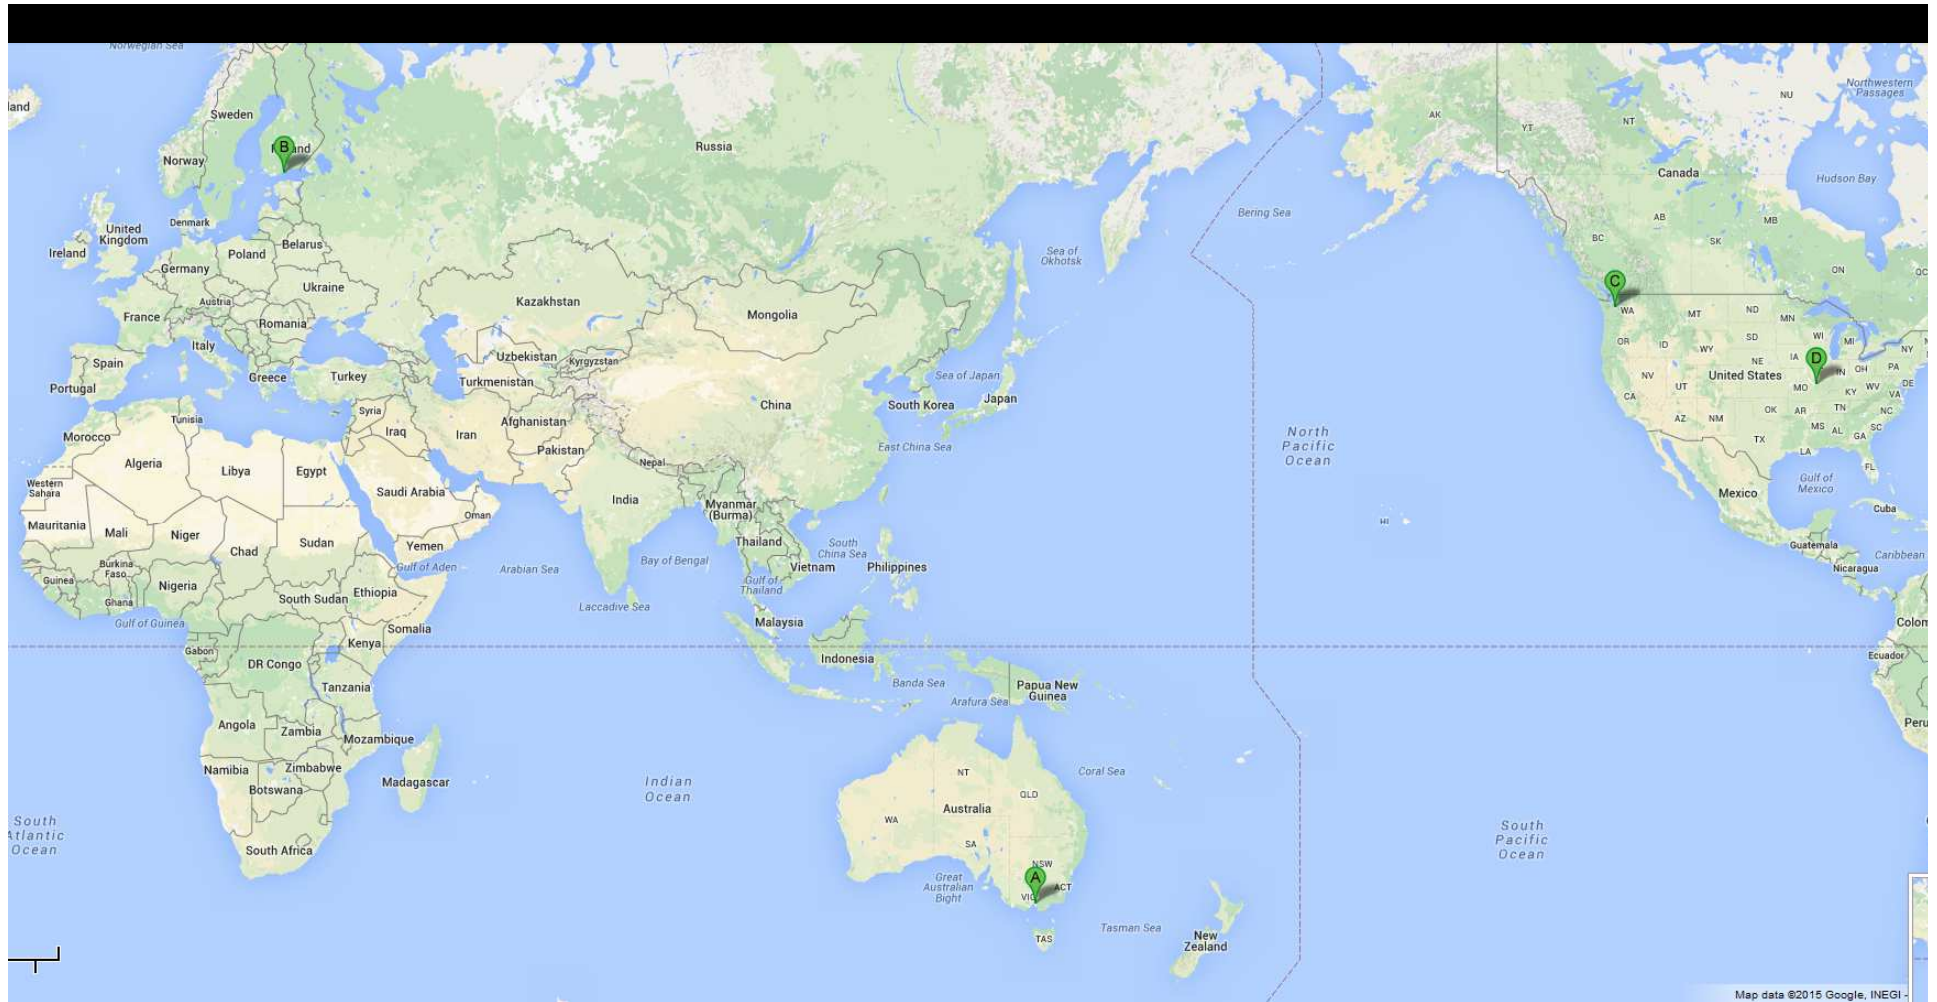 Norwegian Sea
land
Sweden
B
Norway
Denmark
United
Kingdom
Ireland
Poland
Belarus
Germany
Ukraine
Austria
France
Romania
Italy
Spain
Portugal
Greece
Turkey
Russia
Kazakhstan
Mongolia
Uzbekistan
Kyrgyzstan
Turkmenistan
Sea of
Okhotsk
Bering Sea
Sea of Japan
Japan
South Korea
China
East China Sea
Tunisia
Syria
Morocco
Iraq
Iran
Afghanistan
Pakistan
Nepal
Algeria
Libya
Egypt
Western
Sahara
Saudi Arabia
Oman
India
Myanmar
(Burma)
Mauritania
Mali
Niger
Chad
Sudan
Yemen
Gulf of Aden
Arabian Sea
Bay of Bengal
Thailand
South
China Sea
Vietnam
Philippines
Gulf of
Thailand
Burkina
Faso
Guinea
Ghana
Nigeria
South Sudan
Ethiopia
Laccadive Sea
Gulf of Guinea
Somalia
Malaysia
Gabon
Kenya
DR Congo
Indonesia
Tanzania
Banda Sea
Papua New
Guinea
Arafura Sea
Angola
Zambia
Mozambique
Namibia
Zimbabwe
Botswana
Madagascar
Indian
Ocean
South
Atlantic
Ocean
South Africa
NT
Coral Sea
QLD
Australia
WA
SA
NSW
A
ACT
VIC
Great
Australian
Bight
TAS
Tasman Sea
New
Zealand
North
Pacific
Ocean
HI
South
Pacific
Ocean
AK
YT
NT
NU
Northwestern
Passages
Canada
Hudson Bay
AB
MB
BC
SK
ON
QC
C
WA
MT
ND
MN
OR
ID
WY
SD
WI
MI
NY
NE
IA
D
IN
OH
PA
NV
UT
United States
MO
KY
WV
DE
VA
CA
AZ
NM
OK
AR
TN
NC
MS
AL
SC
GA
TX
LA
FL
Gulf of
Mexico
Mexico
Cuba
Guatemala
Caribbean
Nicaragua
Colom
Ecuador
Peru
Map data ©2015 Google, INEGI -